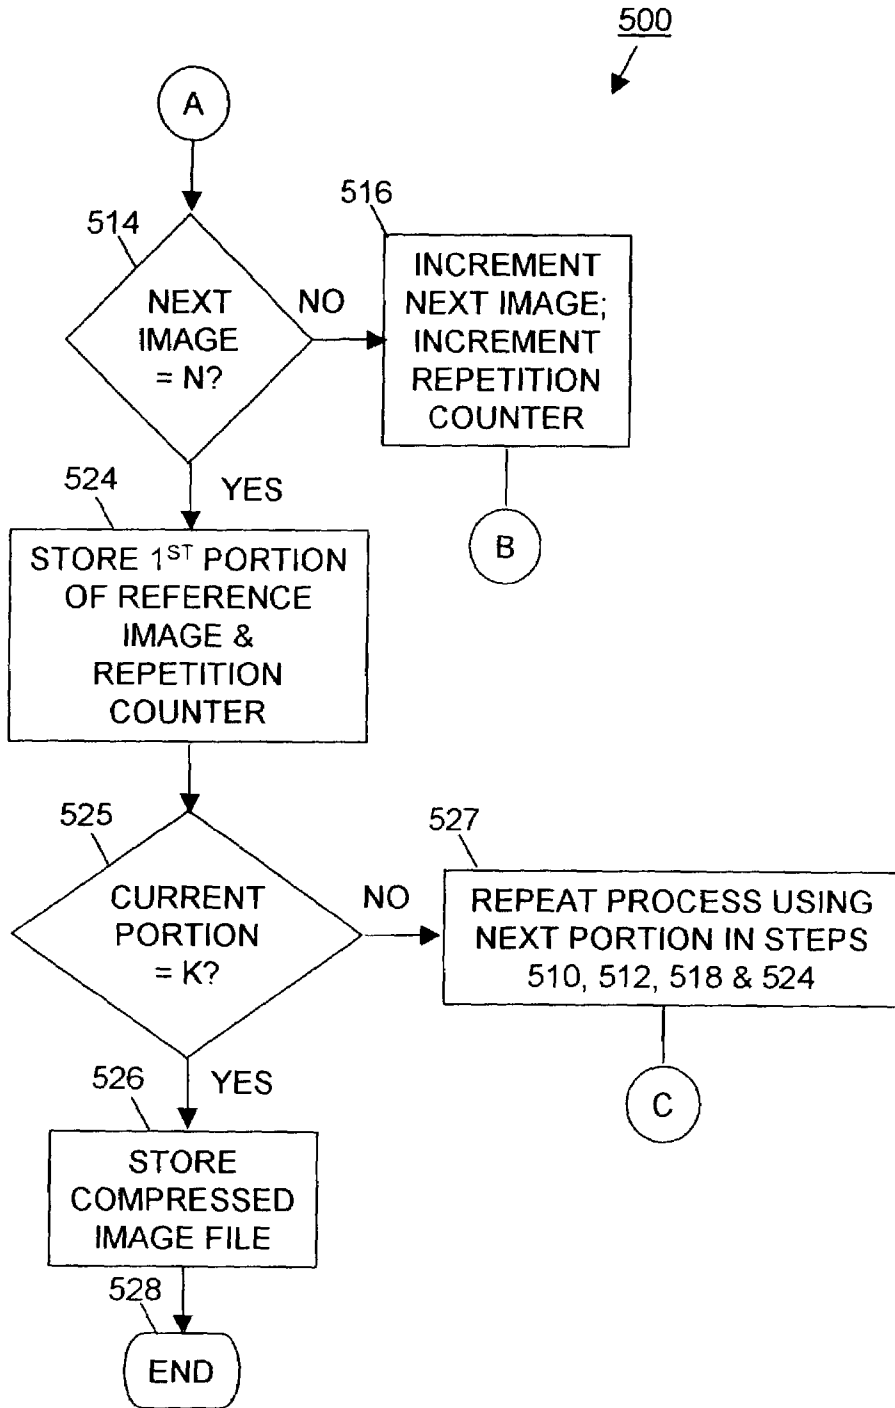 500
A
514
NEXT
IMAGE
= N?
NO
516
INCREMENT
NEXT IMAGE;
INCREMENT
REPETITION
COUNTER
B
YES
524
STORE 1ST PORTION
OF REFERENCE
IMAGE &
REPETITION
COUNTER
525
CURRENT
PORTION
= K?
NO
527
REPEAT PROCESS USING
NEXT PORTION IN STEPS
510, 512, 518 & 524
C
YES
526
STORE
COMPRESSED
IMAGE FILE
528
END